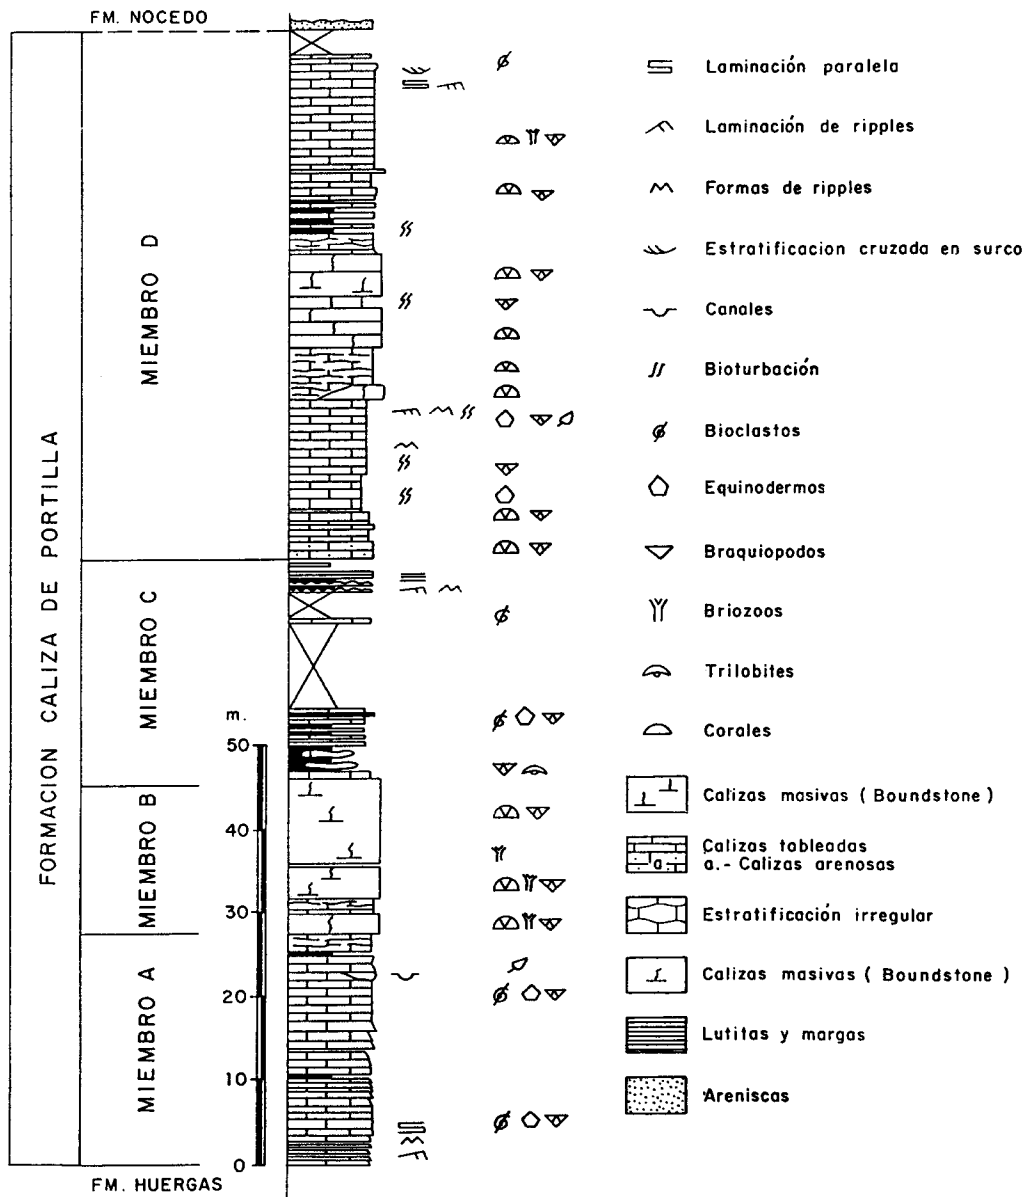 FM. NOCEDO
FORMACION CALIZA DE PORTILLA
MIEMBRO D
MIEMBRO C
MIEMBRO B
MIEMBRO A
m.
50
40
30
20
10
0
FM. HUERGAS
Laminación paralela
Laminación de ripples
Formas de ripples
Estratificacion cruzada en surco
Canales
Bioturbación
Bioclastos
Equinodermos
Braquiopodos
Briozoos
Trilobites
Corales
Calizas masivas (Boundstone)
Calizas tableadas
a
a.- Calizas arenosas
Estratificación irregular
Calizas masivas (Boundstone)
Lutitas y margas
Areniscas